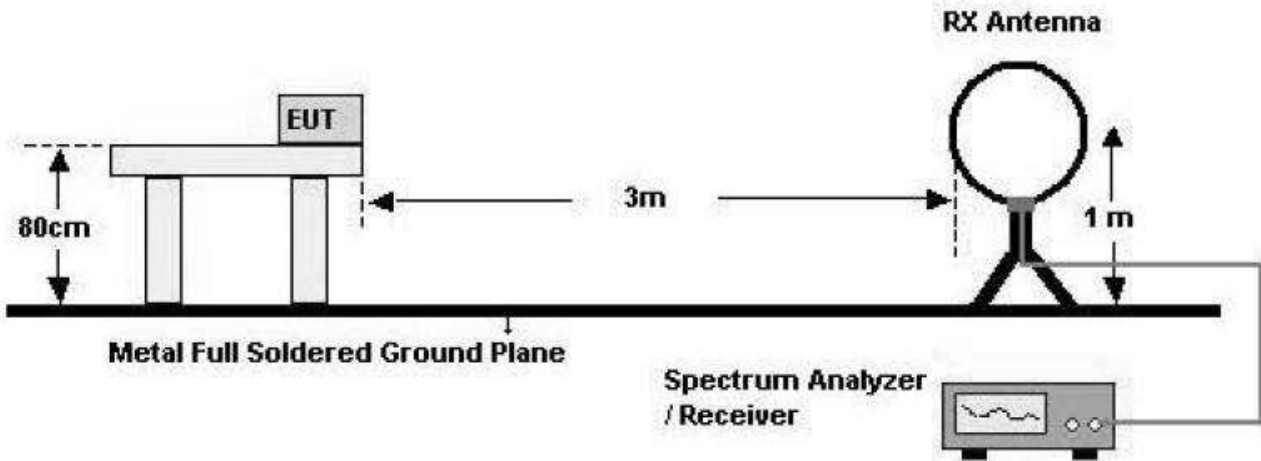 RX Antenna
EUT
80cm
3m
1 m
Metal Full Soldered Ground Plane
Spectrum Analyzer
/ Receiver